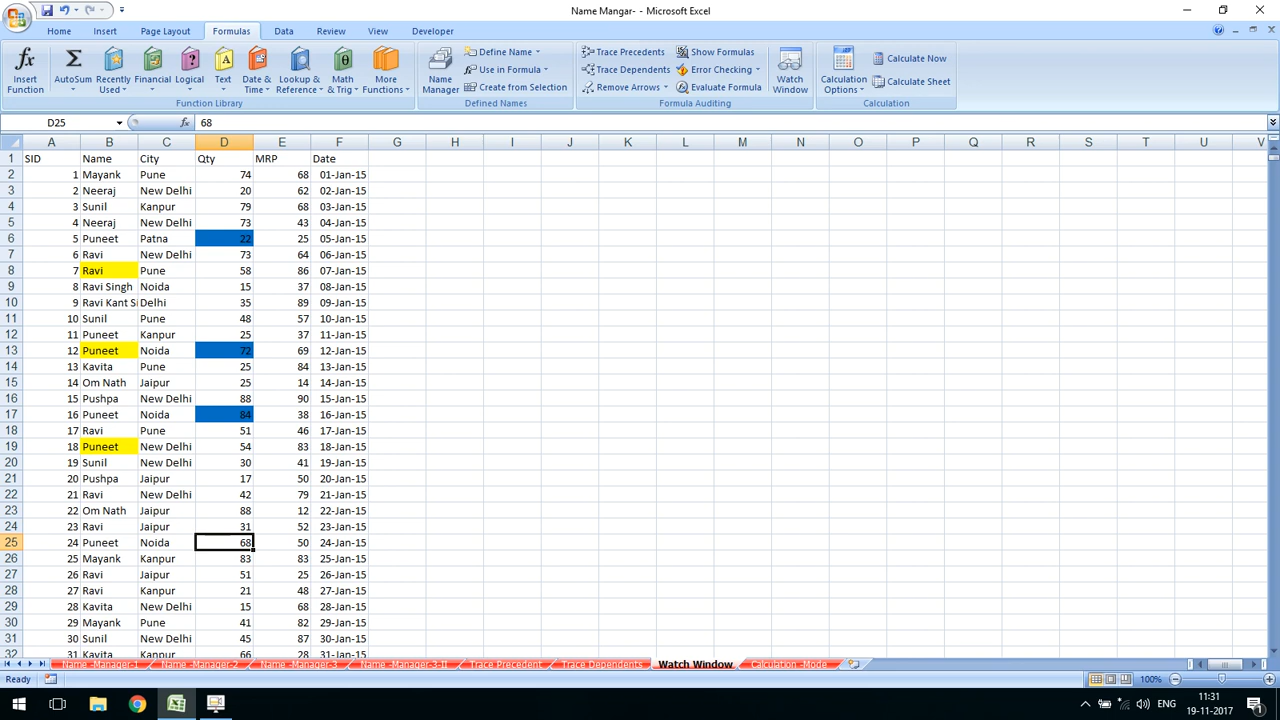 Name Mangar- - Microsoft Excel
Home Insert Page Layout Formulas Data Review View Developer
Insert Function
AutoSum
Recently Used
Financial
Logical
Text
Date & Time
Lookup & Reference
Math & Trig
More Functions
Function Library
Name Manager
Define Name
Use in Formula
Create from Selection
Defined Names
Trace Precedents
Trace Dependents
Remove Arrows
Show Formulas
Error Checking
Evaluate Formula
Formula Auditing
Watch Window
Calculation Options
Calculate Now
Calculate Sheet
Calculation
D25 fx 68
A B C D E F G H I J K L M N O P Q R S T U V
1 SID Name City Qty MRP Date
2 1 Mayank Pune 74 68 01-Jan-15
3 2 Neeraj New Delhi 20 62 02-Jan-15
4 3 Sunil Kanpur 79 68 03-Jan-15
5 4 Neeraj New Delhi 73 43 04-Jan-15
6 5 Puneet Patna 22 25 05-Jan-15
7 6 Ravi New Delhi 73 64 06-Jan-15
8 7 Ravi Pune 58 86 07-Jan-15
9 8 Ravi Singh Noida 15 37 08-Jan-15
10 9 Ravi Kant Si Delhi 35 89 09-Jan-15
11 10 Sunil Pune 48 57 10-Jan-15
12 11 Puneet Kanpur 25 37 11-Jan-15
13 12 Puneet Noida 72 69 12-Jan-15
14 13 Kavita Pune 25 84 13-Jan-15
15 14 Om Nath Jaipur 25 14 14-Jan-15
16 15 Pushpa New Delhi 88 90 15-Jan-15
17 16 Puneet Noida 84 38 16-Jan-15
18 17 Ravi Pune 51 46 17-Jan-15
19 18 Puneet New Delhi 54 83 18-Jan-15
20 19 Sunil New Delhi 30 41 19-Jan-15
21 20 Pushpa Jaipur 17 50 20-Jan-15
22 21 Ravi New Delhi 42 79 21-Jan-15
23 22 Om Nath Jaipur 88 12 22-Jan-15
24 23 Ravi Jaipur 31 52 23-Jan-15
25 24 Puneet Noida 68 50 24-Jan-15
26 25 Mayank Kanpur 83 83 25-Jan-15
27 26 Ravi Jaipur 51 25 26-Jan-15
28 27 Ravi Kanpur 21 48 27-Jan-15
29 28 Kavita New Delhi 15 68 28-Jan-15
30 29 Mayank Pune 41 82 29-Jan-15
31 30 Sunil New Delhi 45 87 30-Jan-15
32 31 Kavita Kanpur 66 28 31-Jan-15
Name -Manager-1 Name -Manager-2 Name -Manager-3 Name -Manager-3-II Trace Precedent Trace Dependents Watch Window Calculation -Mode
Ready 100%
ENG 11:31
19-11-2017